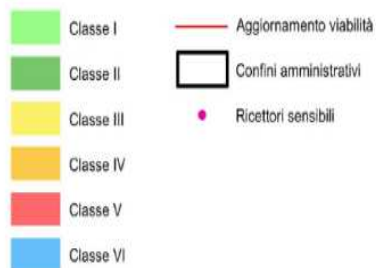 Classe I
Classe II
Classe III
Classe IV
Classe V
Classe VI
Aggiornamento viabilità
Confini amministrativi
Ricettori sensibili